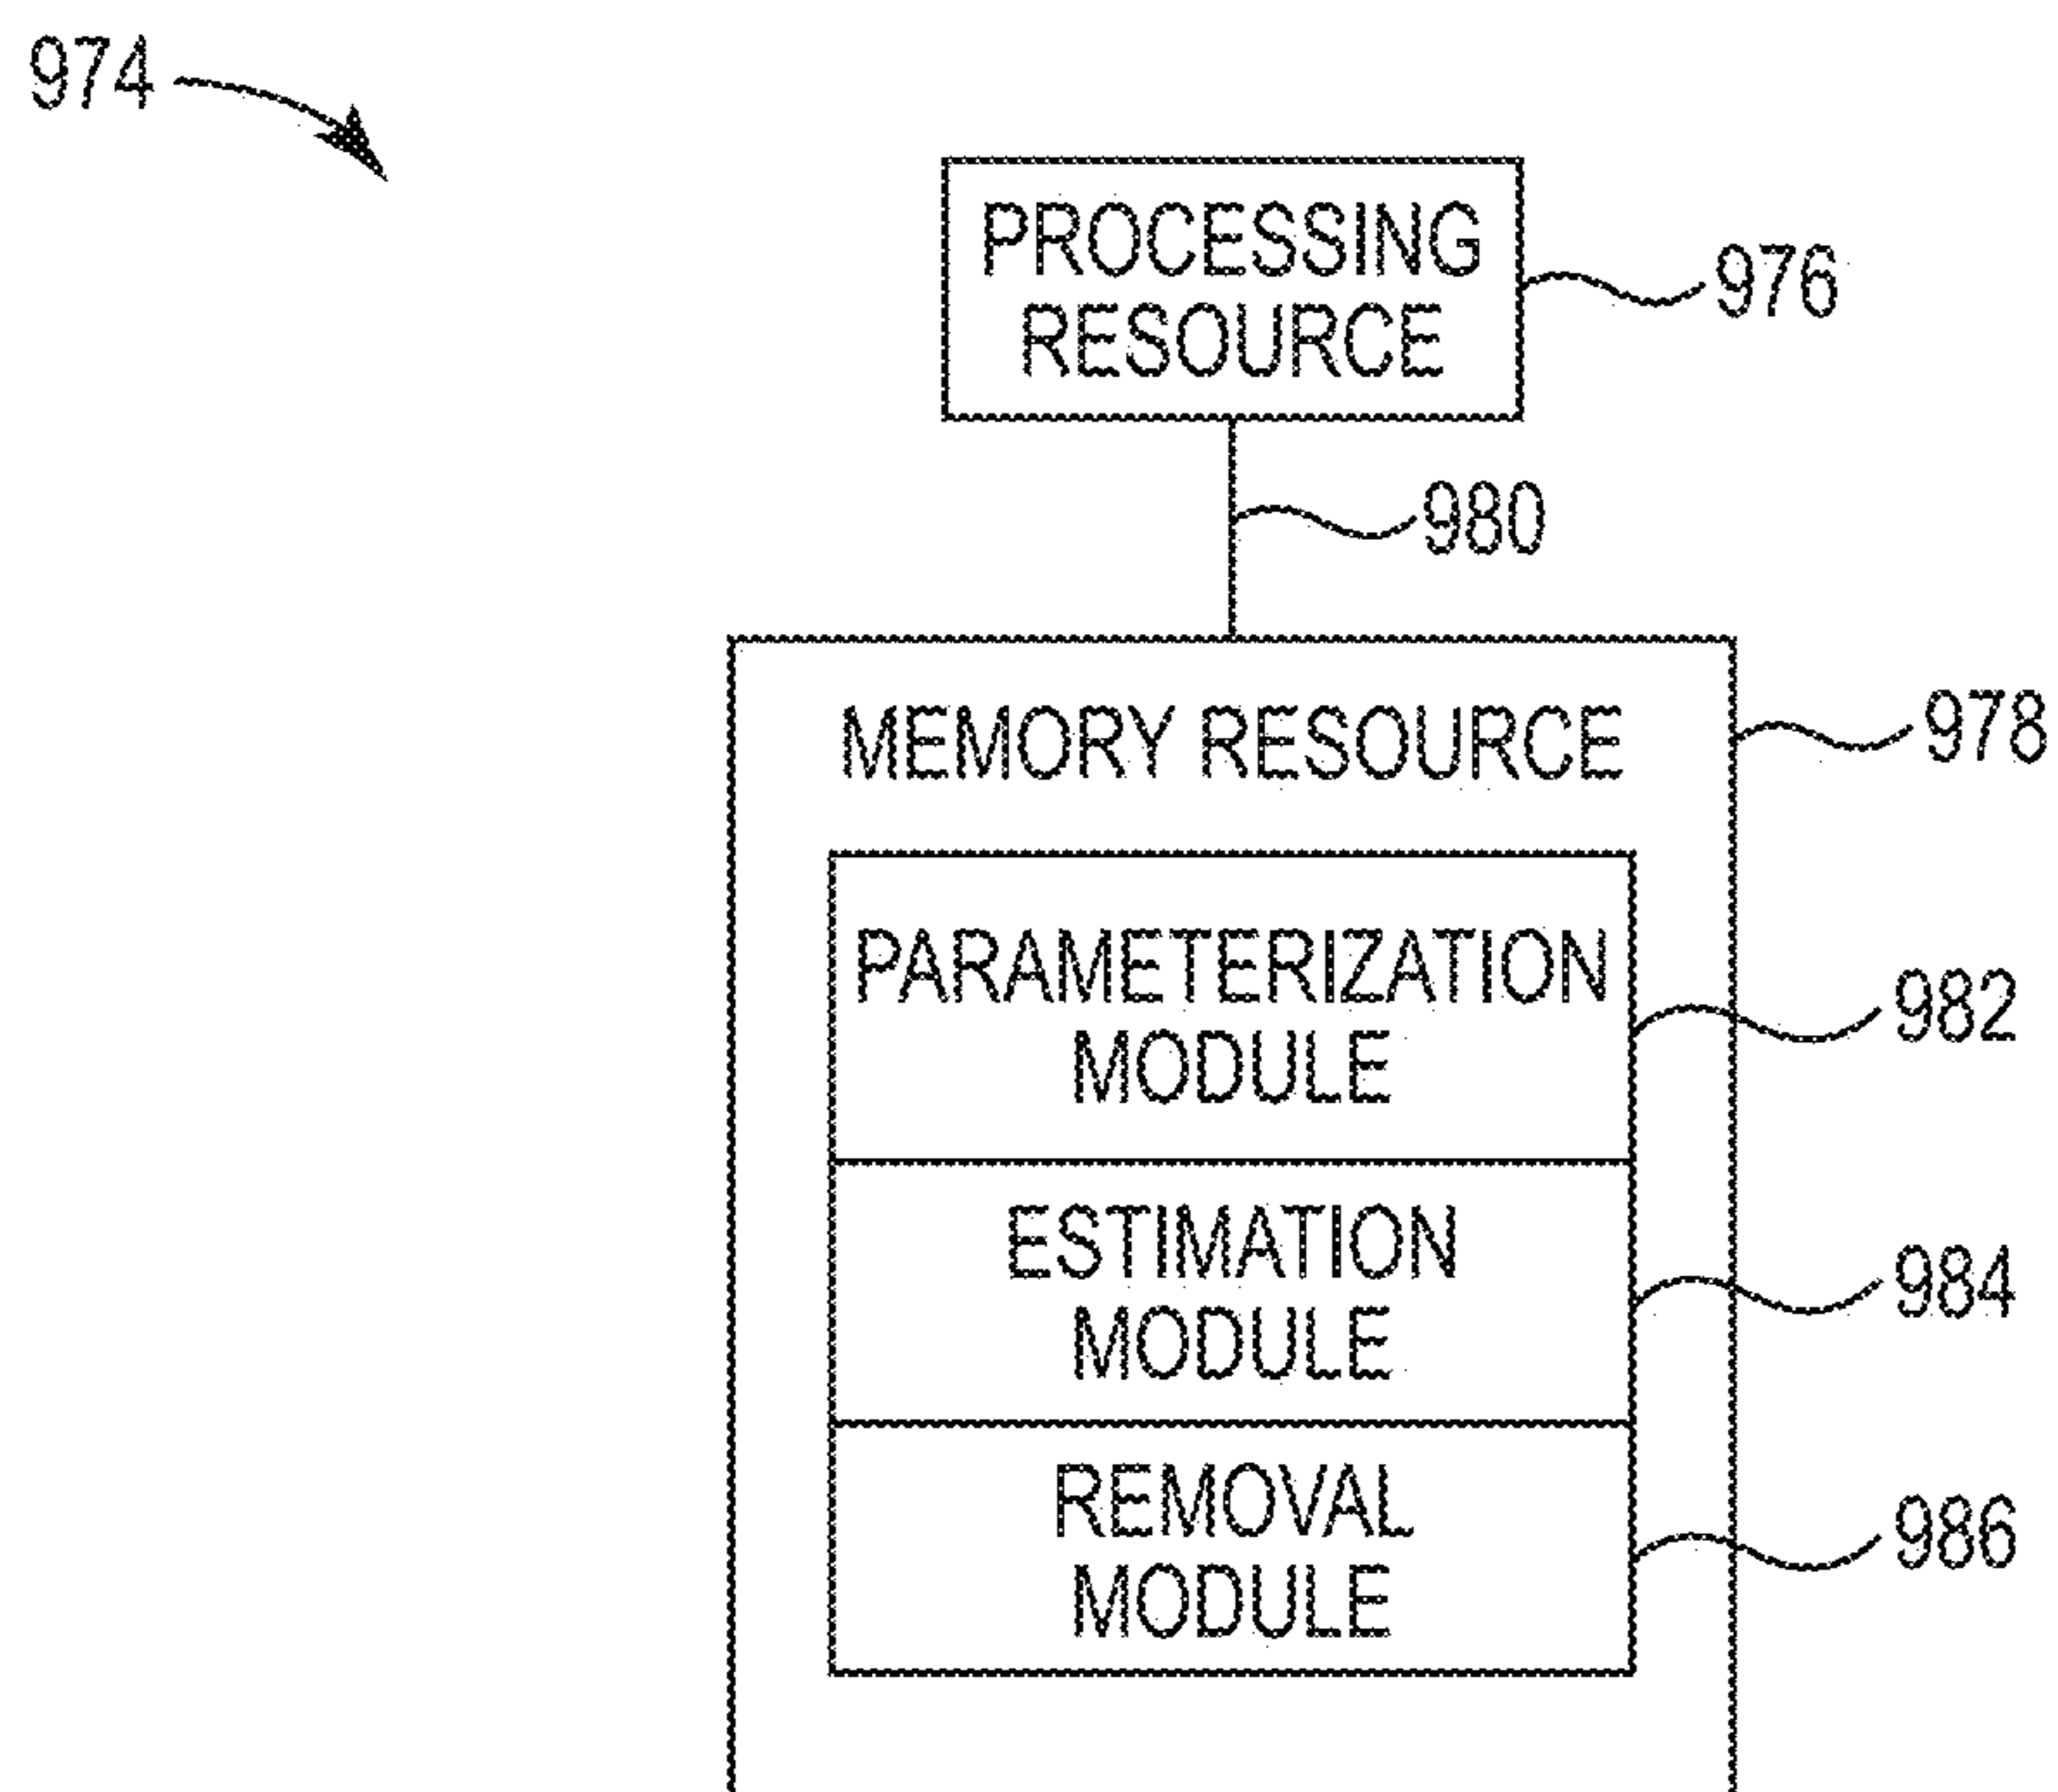 974
PROCESSING
RESOURCE
976
980
MEMORY RESOURCE
978
PARAMETERIZATION
MODULE
982
ESTIMATION
MODULE
984
REMOVAL
MODULE
986